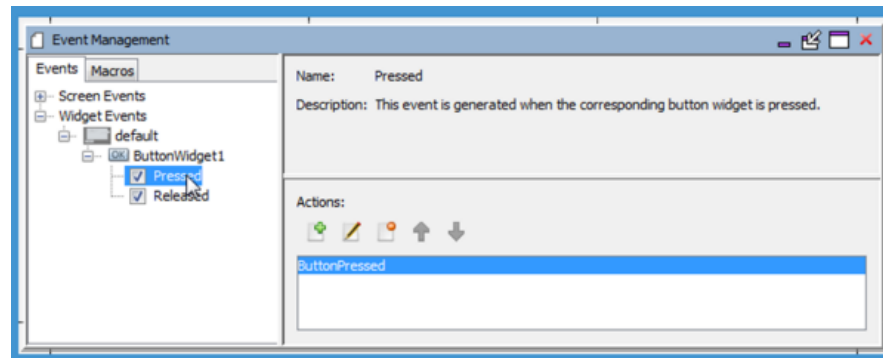 Event Management
Events Macros
Screen Events
Widget Events
default
OK ButtonWidget1
Pressed
Released
Name: Pressed
Description: This event is generated when the corresponding button widget is pressed.
Actions:
ButtonPressed